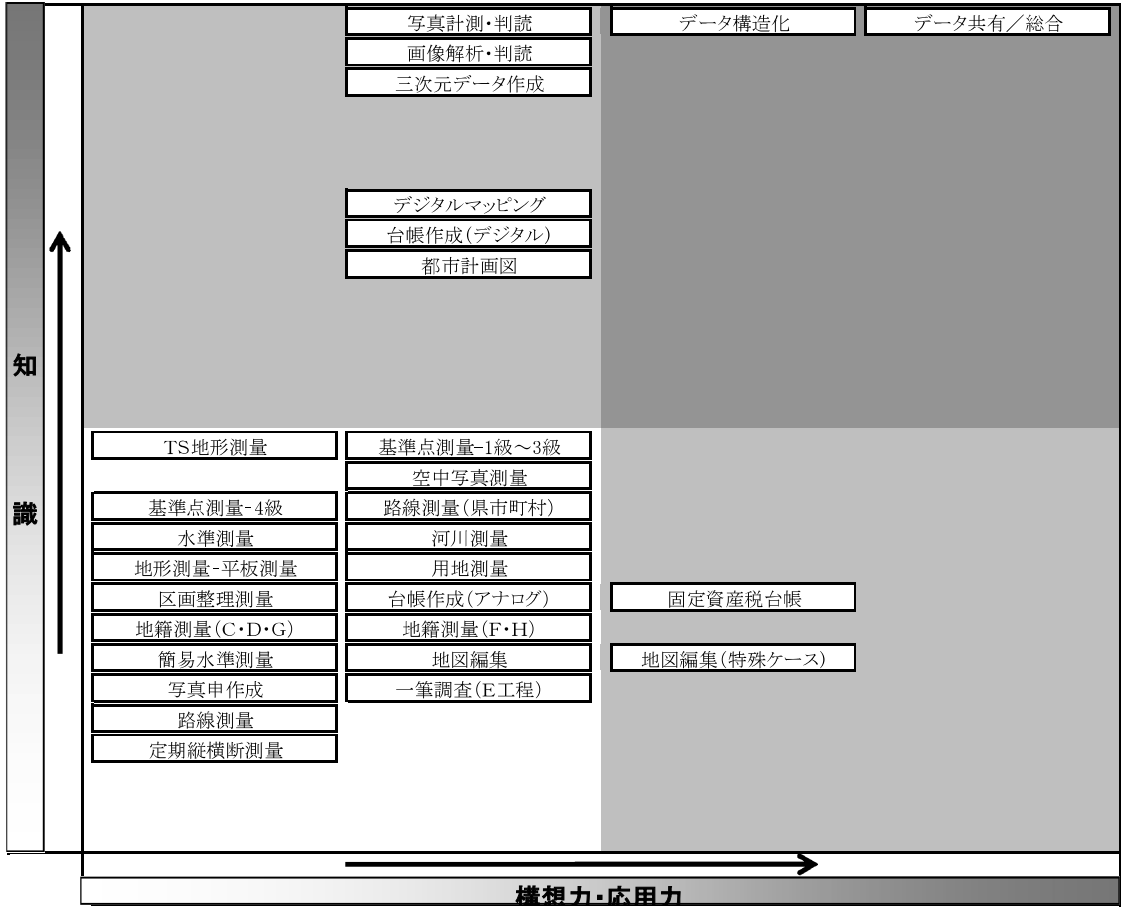 写真計測・判読 データ構造化 データ共有／総合
画像解析・判読
三次元データ作成
デジタルマッピング
台帳作成(デジタル)
都市計画図
知
識
TS地形測量 基準点測量-1級～3級
空中写真測量
基準点測量-4級 路線測量(県市町村)
水準測量 河川測量
地形測量-平板測量 用地測量
区画整理測量 台帳作成(アナログ) 固定資産税台帳
地籍測量(C・D・G) 地籍測量(F・H)
簡易水準測量 地図編集 地図編集(特殊ケース)
写真申作成 一筆調査(E工程)
路線測量
定期縦横断測量
構想力・応用力